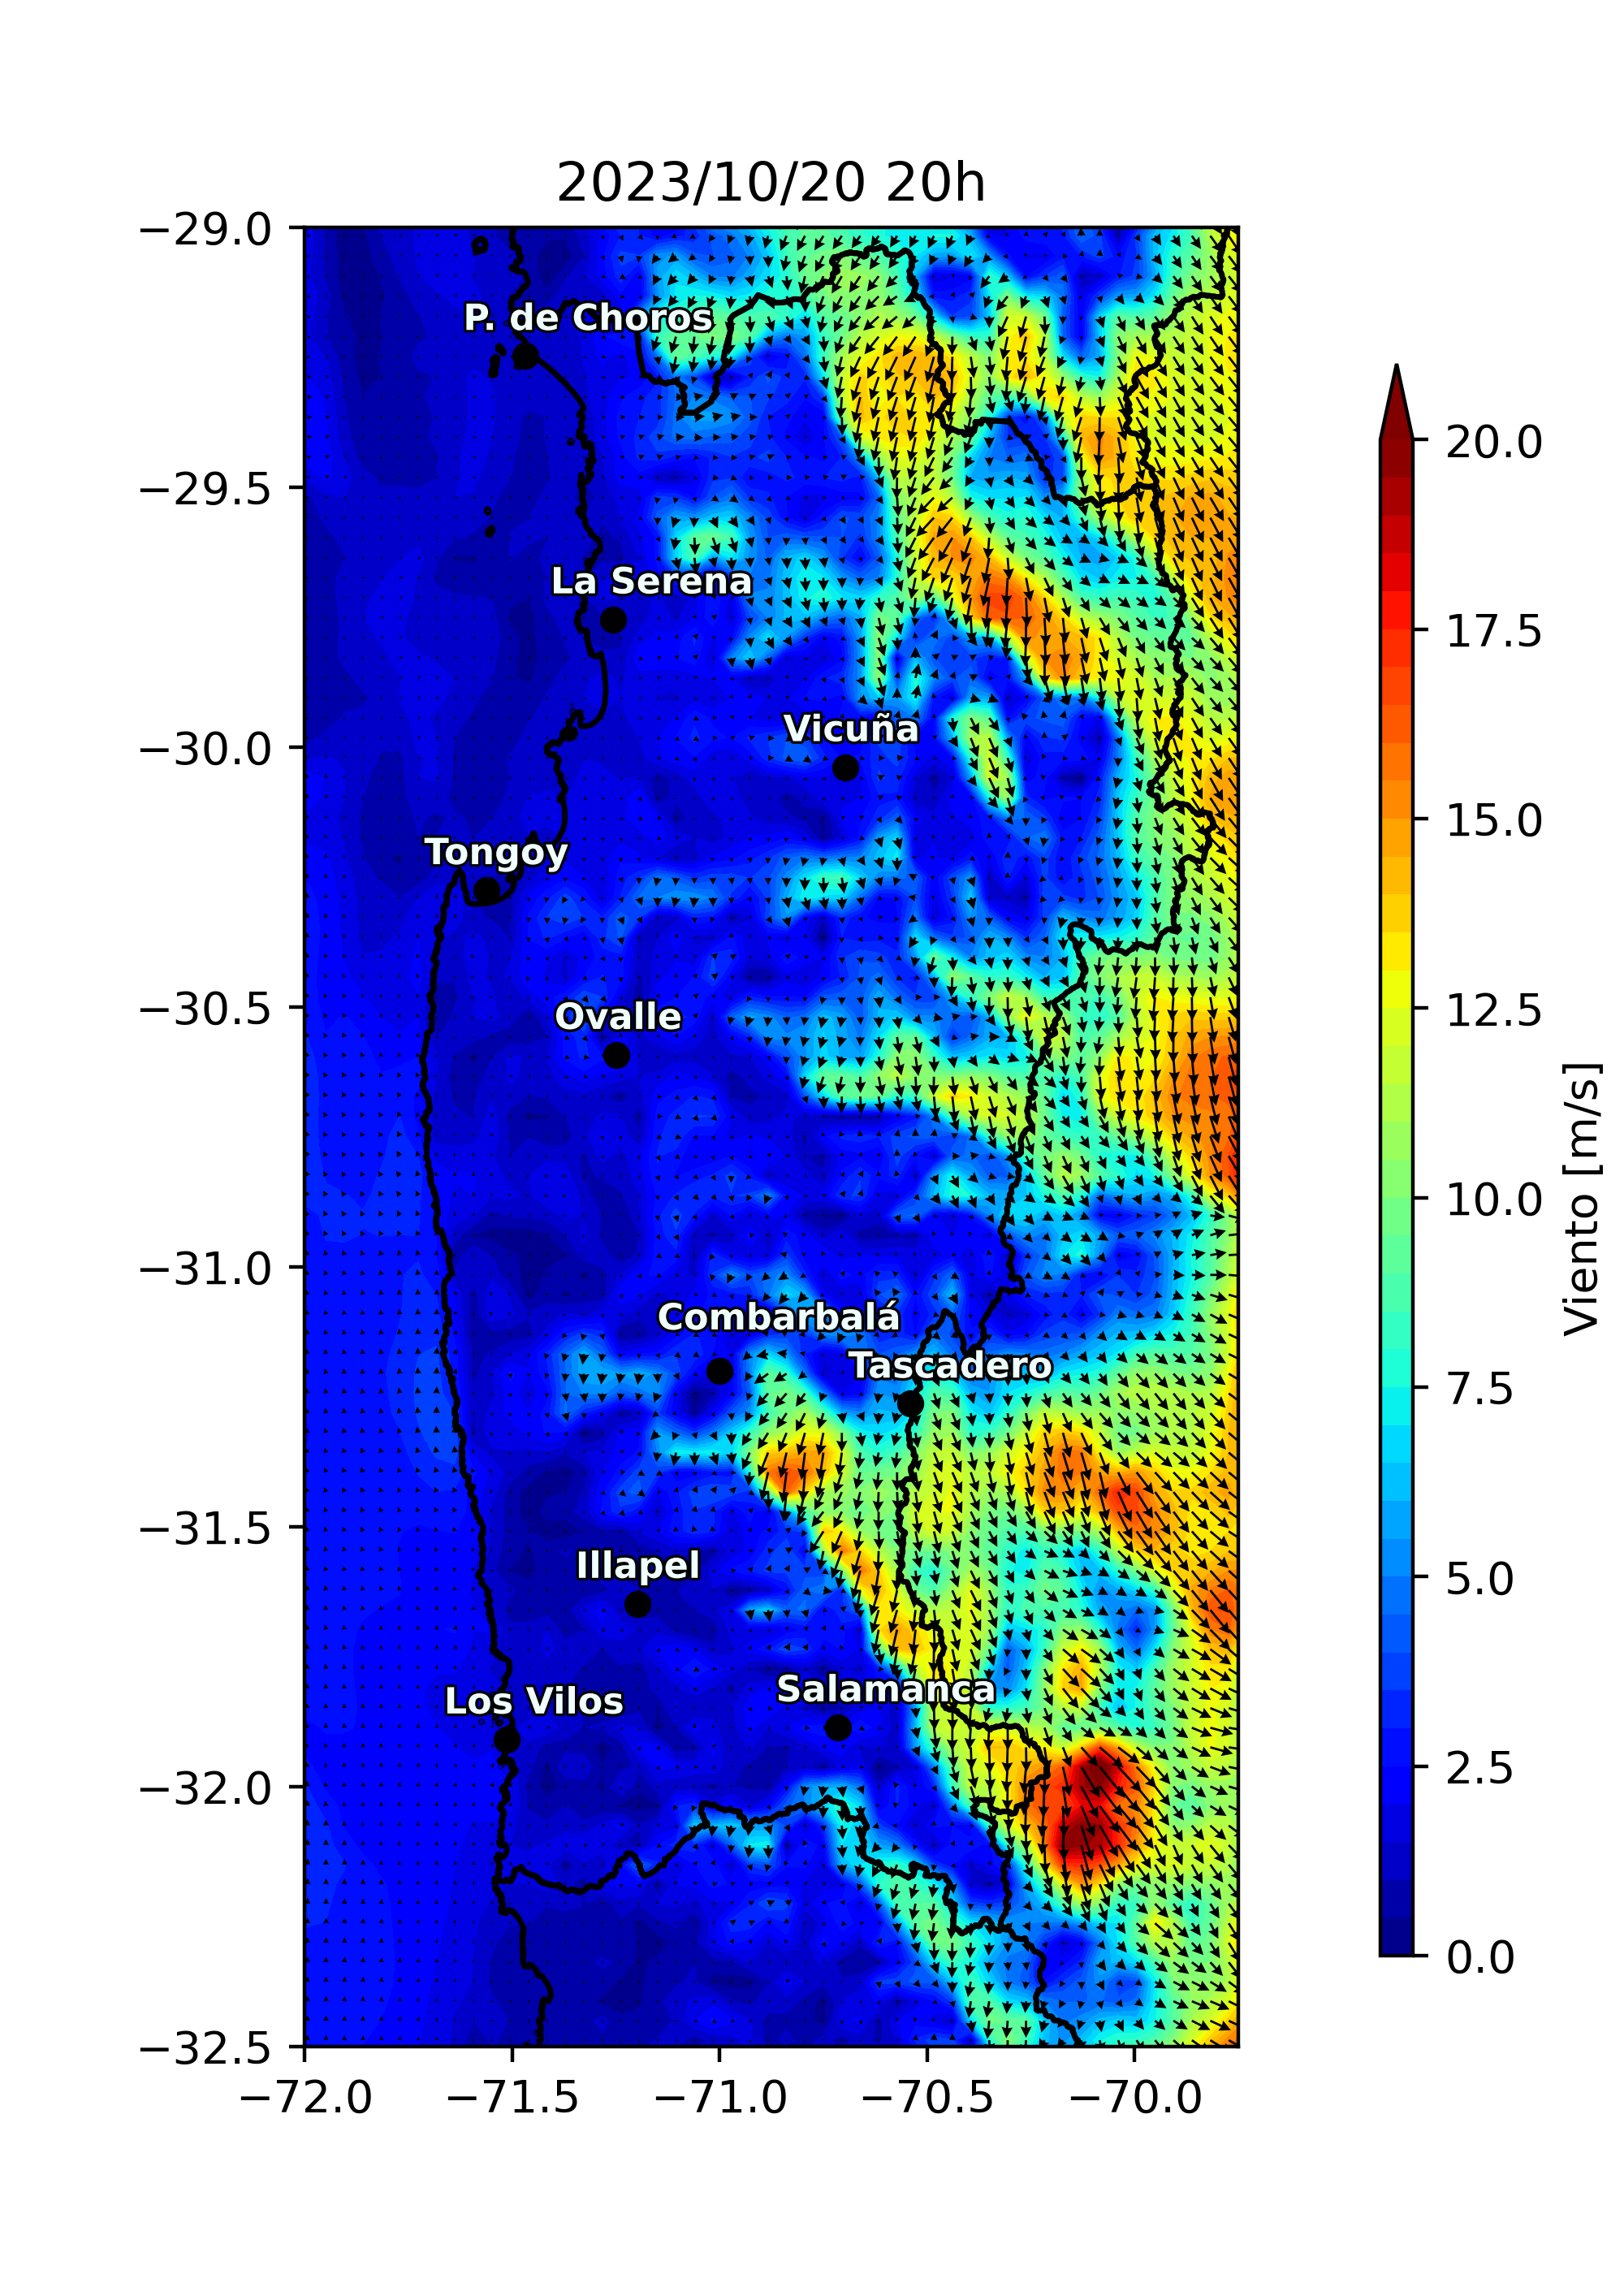 2023/10/20 20h
−29.0
−29.5
−30.0
−30.5
−31.0
−31.5
−32.0
−32.5
−72.0
−71.5
−71.0
−70.5
−70.0
P. de Choros
La Serena
Vicuña
Tongoy
Ovalle
Combarbalá
Tascadero
Illapel
Salamanca
Los Vilos
20.0
17.5
15.0
12.5
10.0
7.5
5.0
2.5
0.0
Viento [m/s]